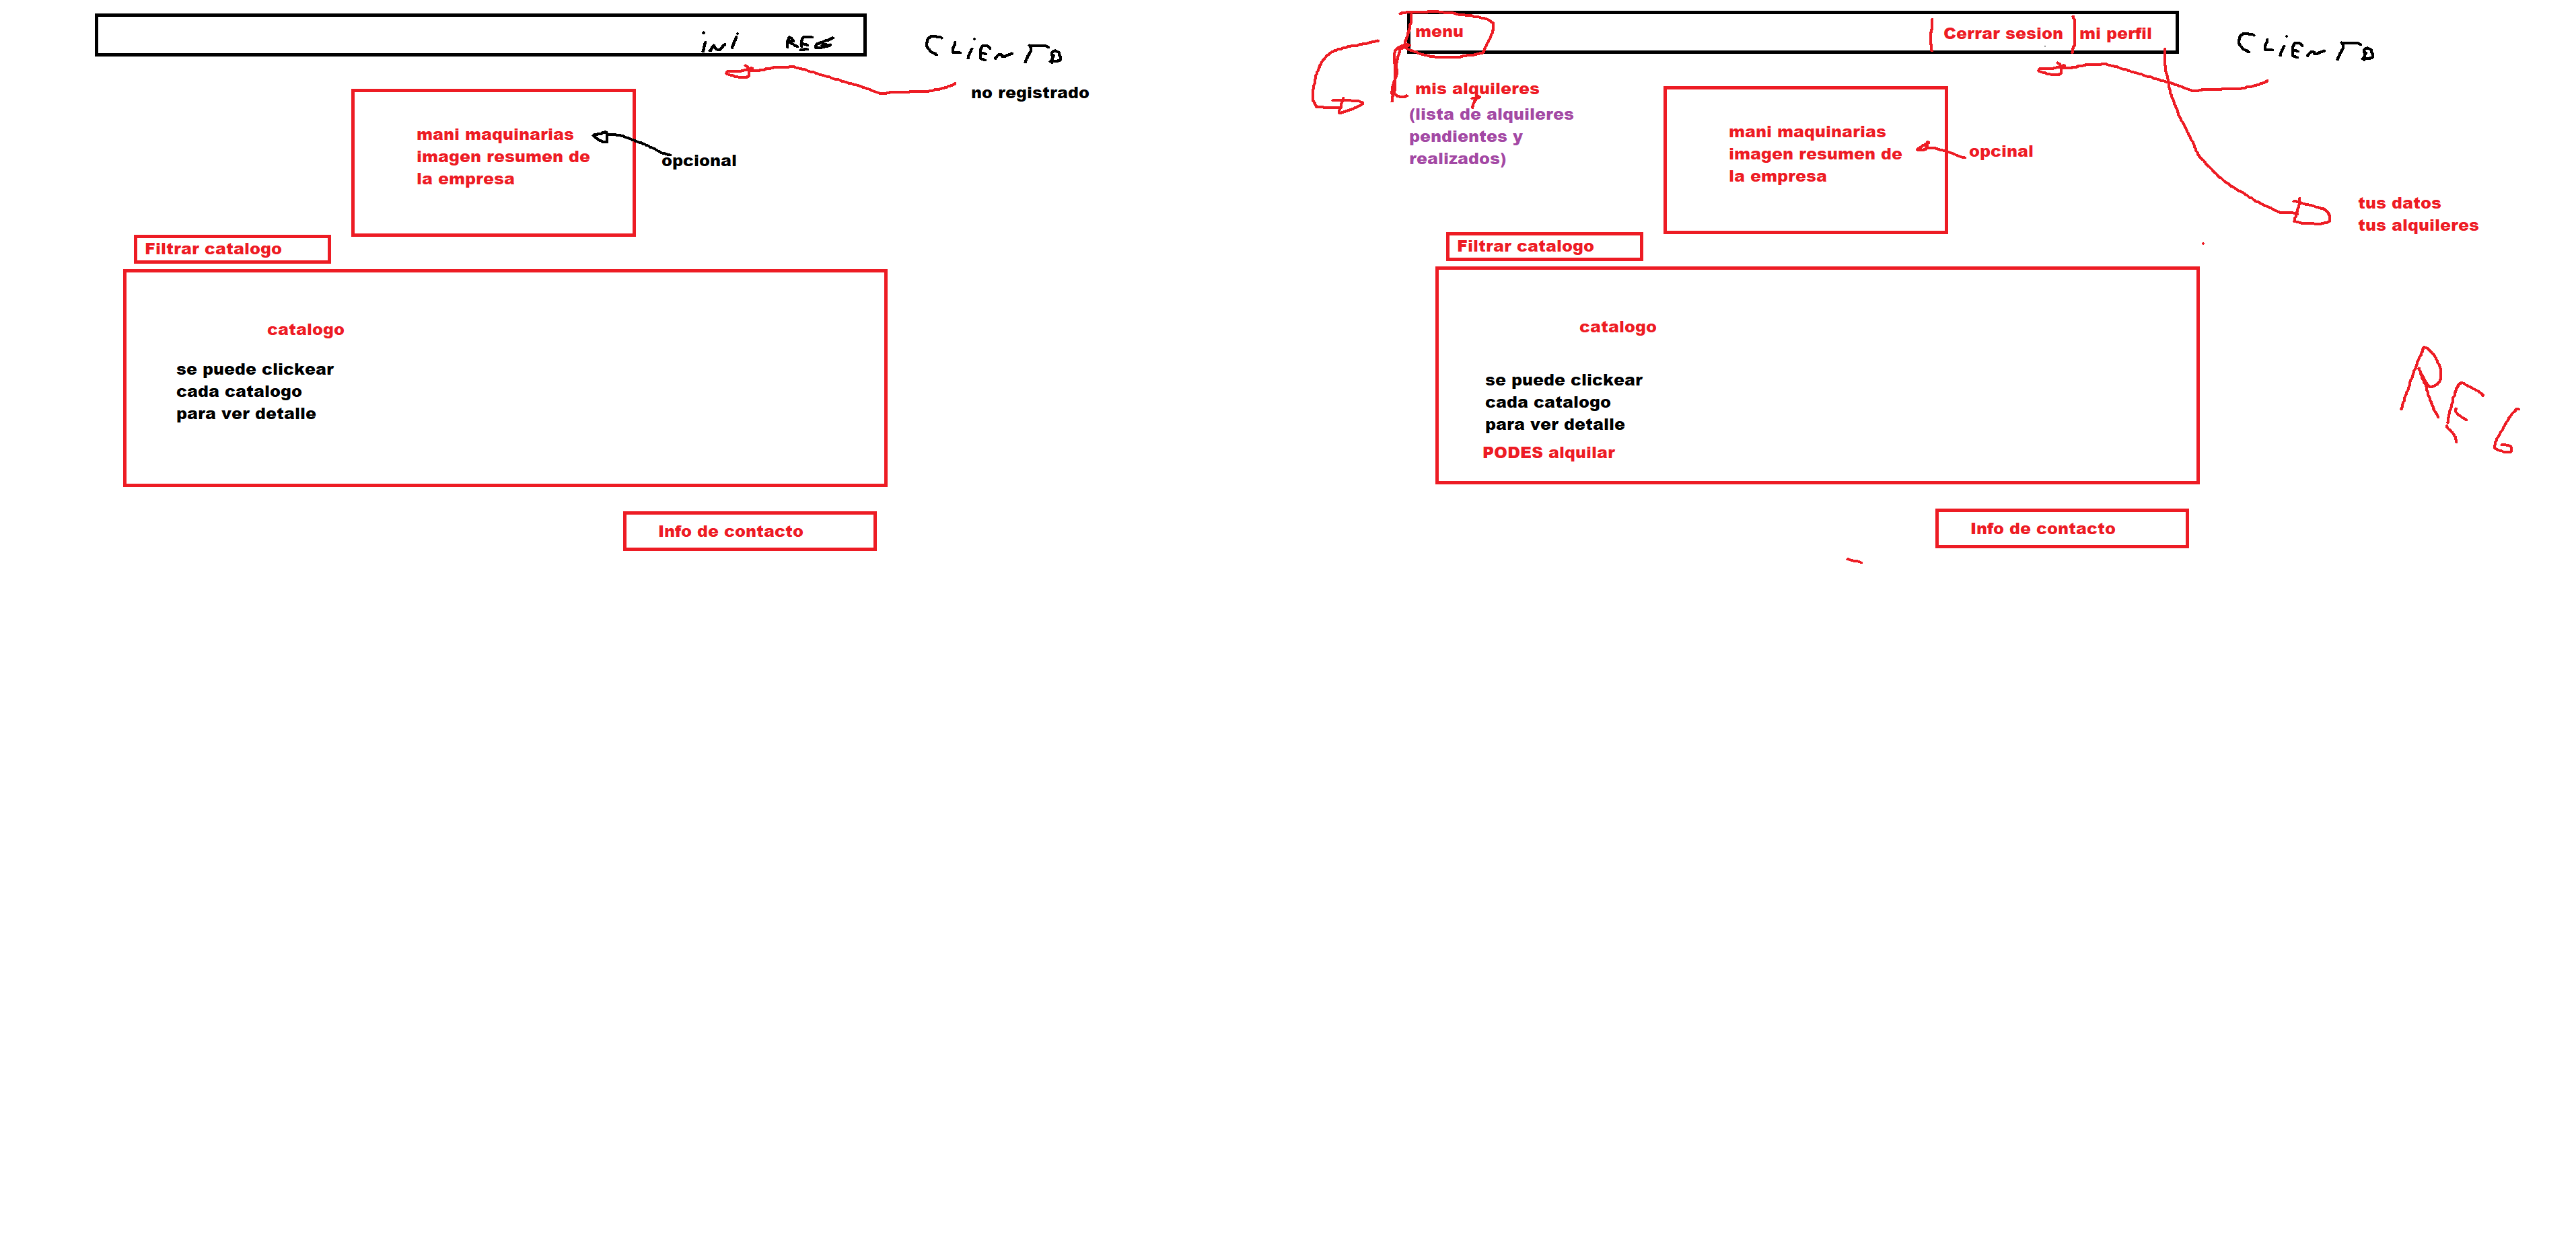 INI REG
CLIENTO
no registrado
mani maquinarias
imagen resumen de
la empresa
opcional
Filtrar catalogo
catalogo
se puede clickear
cada catalogo
para ver detalle
Info de contacto
menu
Cerrar sesion
mi perfil
CLIENTO
mis alquileres
(lista de alquileres
pendientes y
realizados)
mani maquinarias
imagen resumen de
la empresa
opcinal
tus datos
tus alquileres
Filtrar catalogo
catalogo
se puede clickear
cada catalogo
para ver detalle
PODES alquilar
REG
Info de contacto